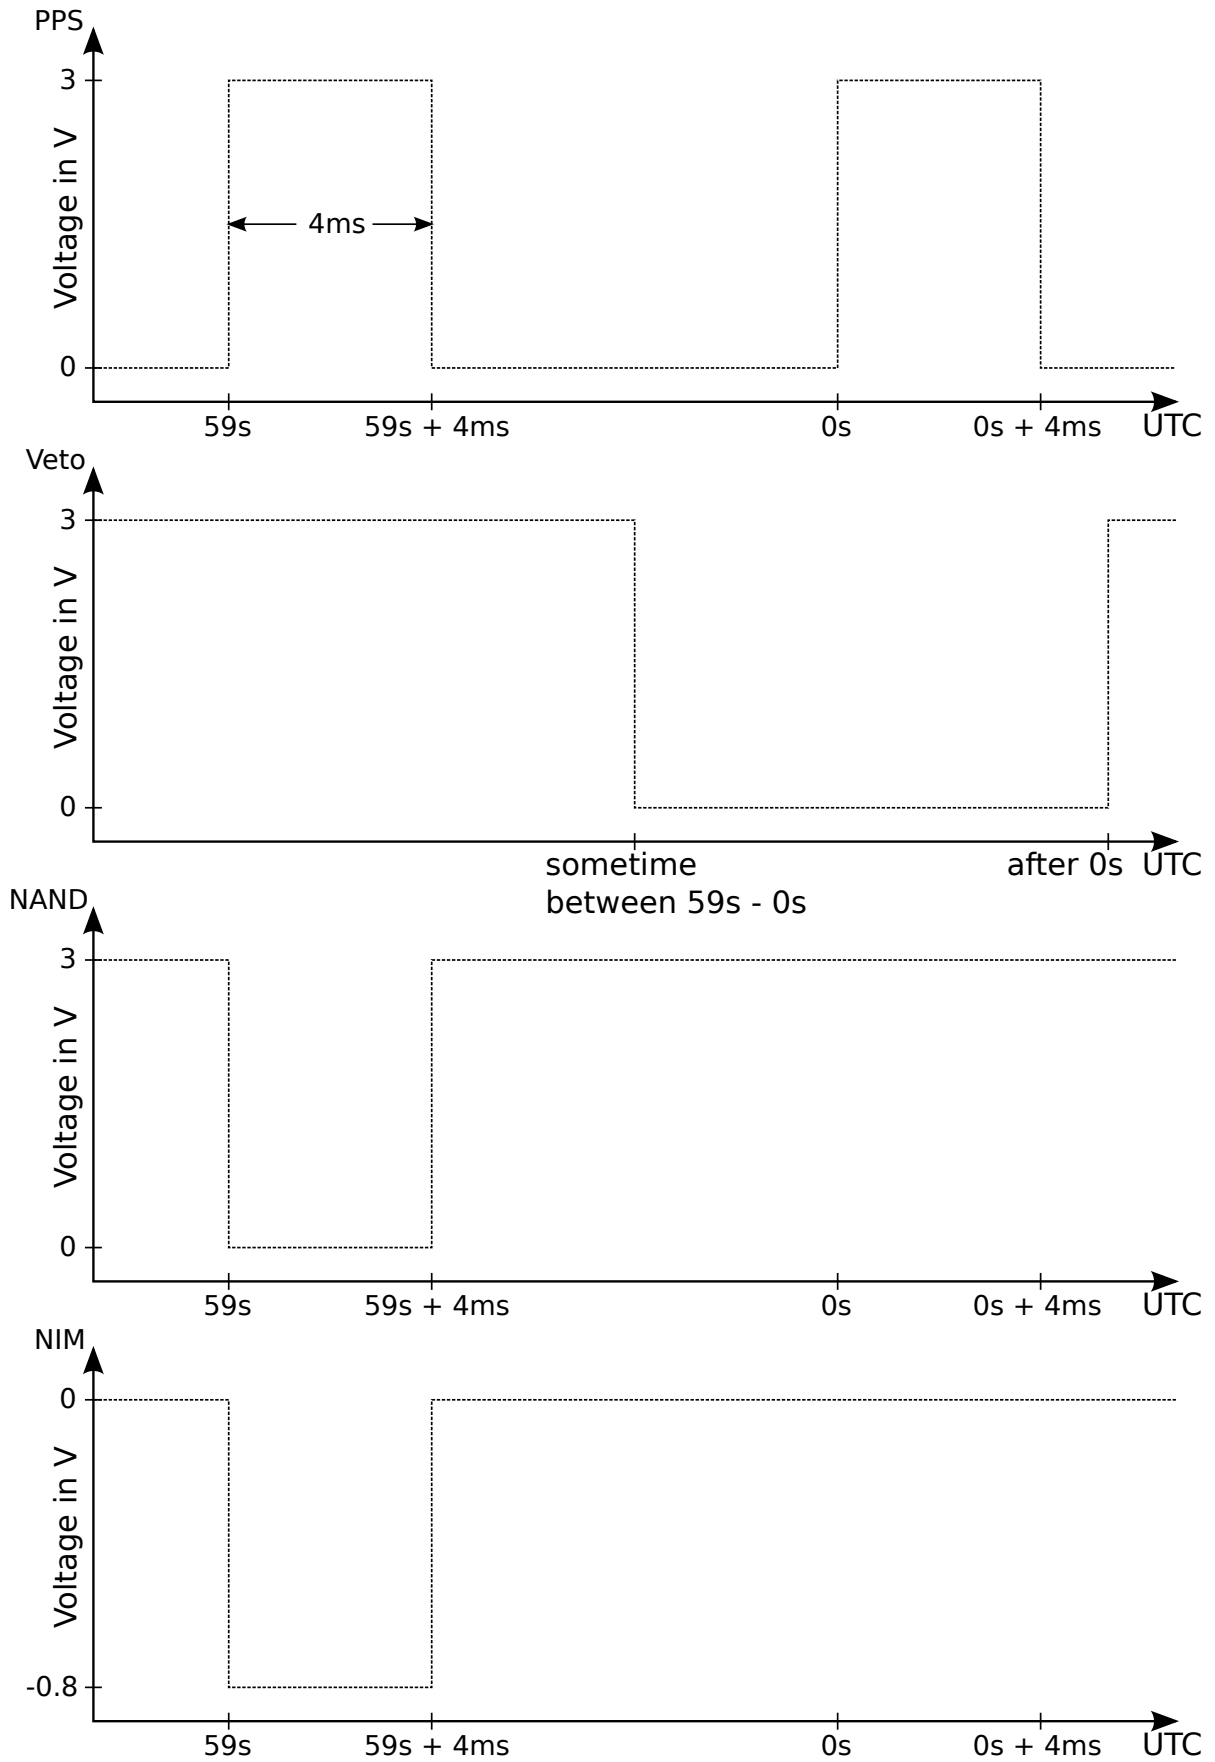 PPS
3
Voltage in V
4ms
0
59s
59s + 4ms
0s
0s + 4ms
UTC
Veto
3
Voltage in V
0
sometime
between 59s - 0s
after 0s
UTC
NAND
3
Voltage in V
0
59s
59s + 4ms
0s
0s + 4ms
UTC
NIM
0
Voltage in V
-0.8
59s
59s + 4ms
0s
0s + 4ms
UTC